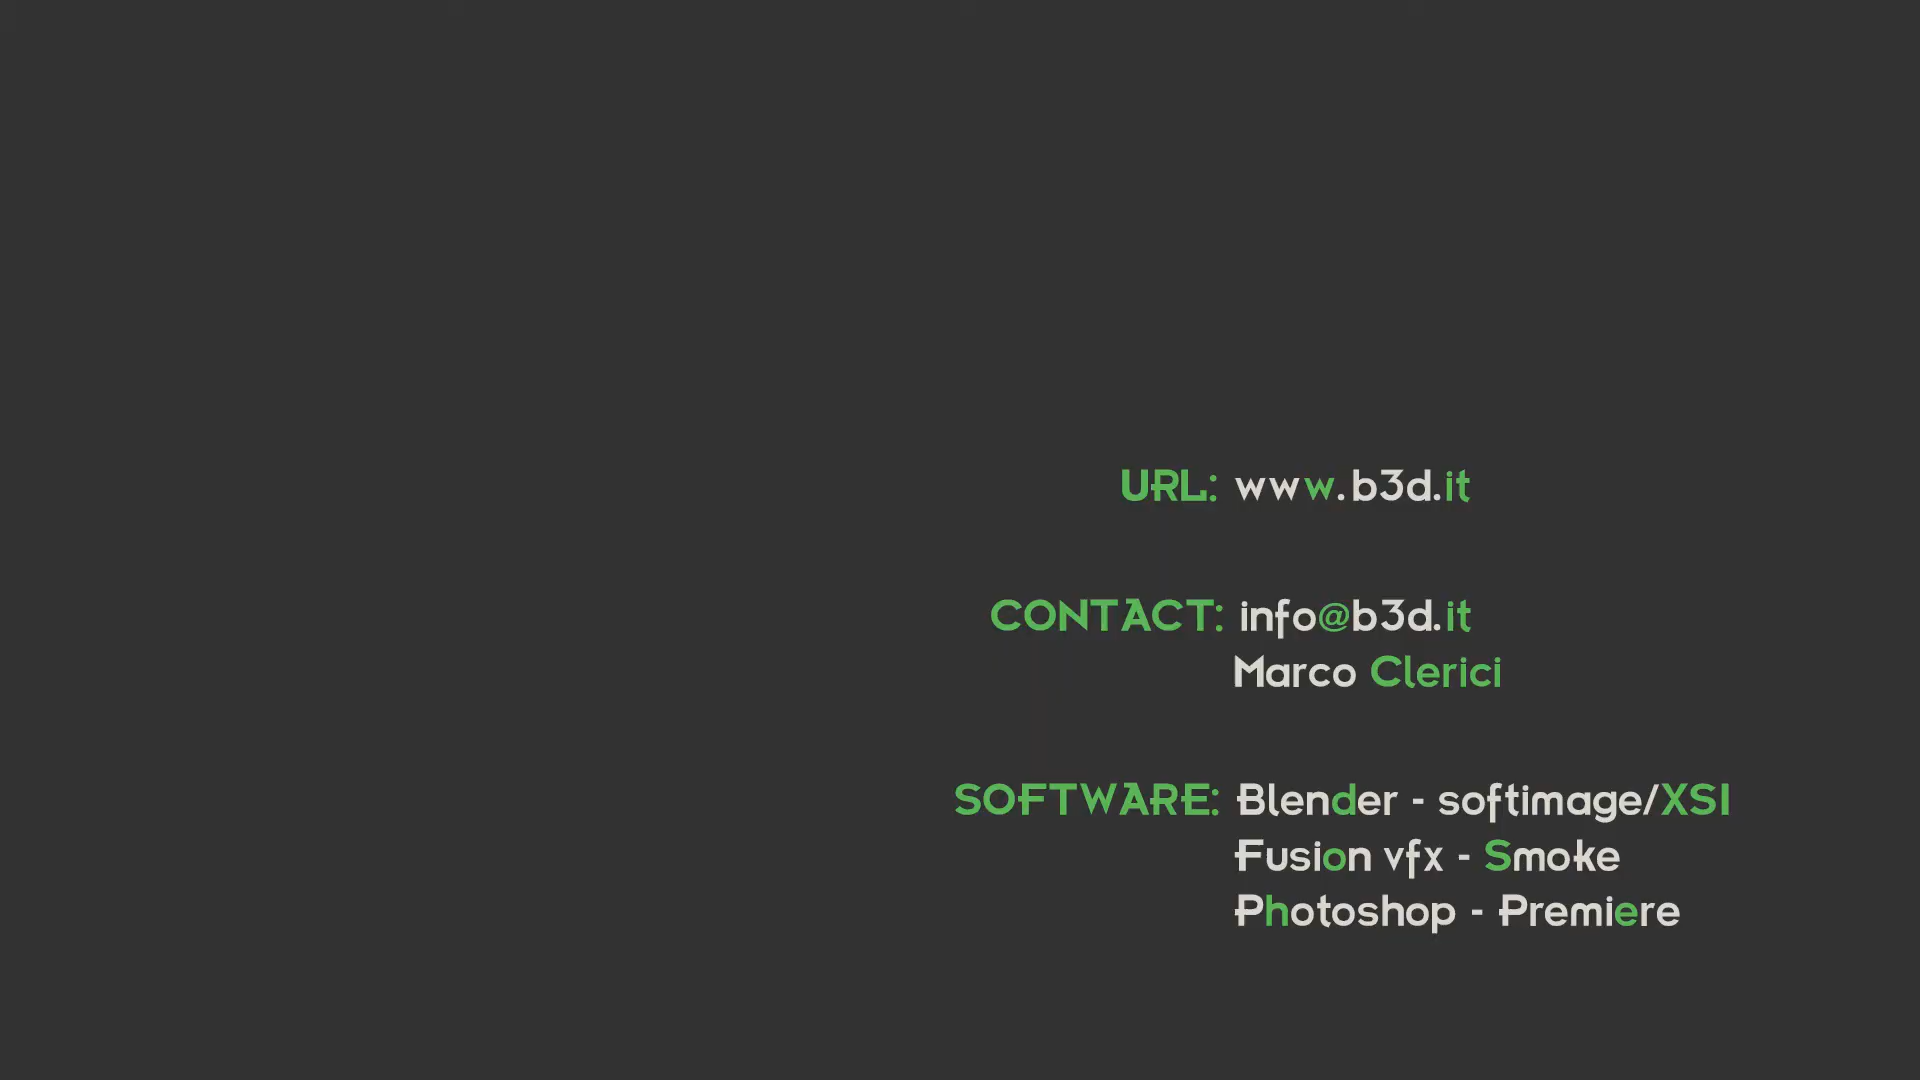 URL: www.b3d.it
CONTACT: info@b3d.it
Marco Clerici
SOFTWARE: Blender - softimage/XSI
Fusion vfx - Smoke
Photoshop - Premiere